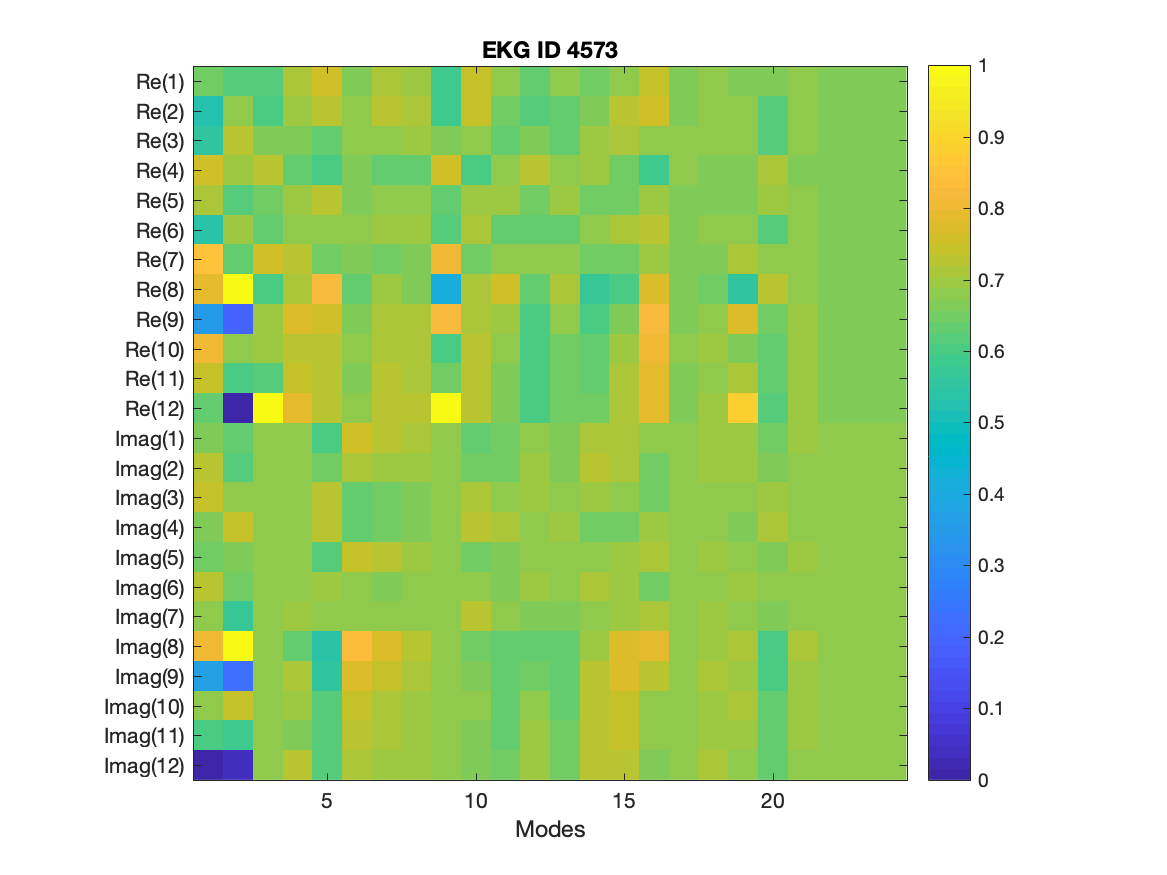 EKG ID 4573
Re(1)
Re(2)
Re(3)
Re(4)
Re(5)
Re(6)
Re(7)
Re(8)
Re(9)
Re(10)
Re(11)
Re(12)
Imag(1)
Imag(2)
Imag(3)
Imag(4)
Imag(5)
Imag(6)
Imag(7)
Imag(8)
Imag(9)
Imag(10)
Imag(11)
Imag(12)
5 10 15 20
Modes
1
0.9
0.8
0.7
0.6
0.5
0.4
0.3
0.2
0.1
0